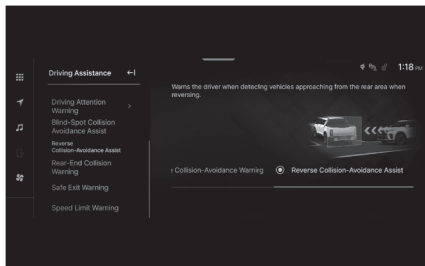 1:18 PM
Driving Assistance
Warns the driver when detecting vehicles approaching from the rear area when
reversing.
Driving Attention
Warning
Blind-Spot Collision
Avoidance Assist
Reverse
Collision-Avoidance Assist
Rear-End Collision
Warning
Safe Exit Warning
Speed Limit Warning
Collision-Avoidance Warning
Reverse Collision-Avoidance Assist